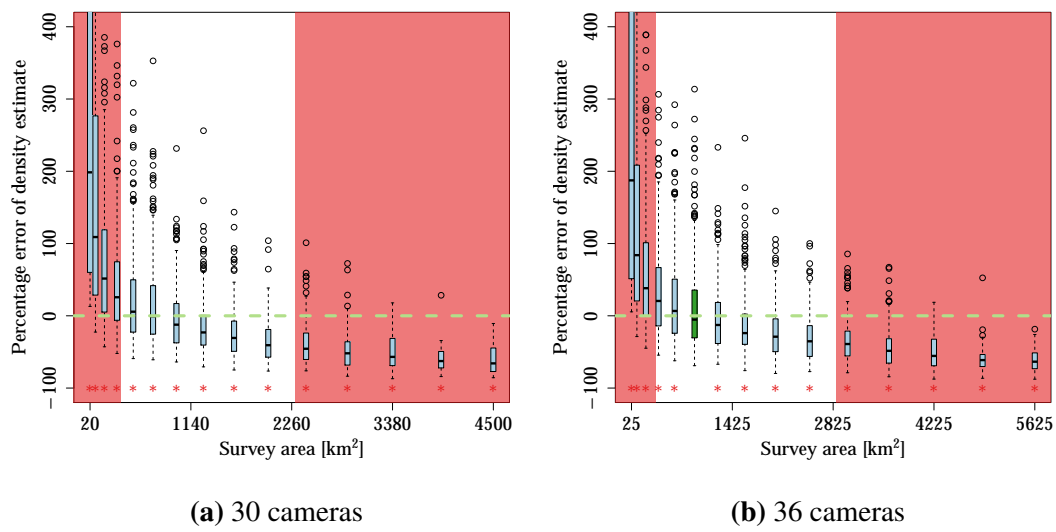 400
300
200
100
0
−100
Percentage error of density estimate
* * * * * * * * * * * * * * *
20 1140 2260 3380 4500
Survey area [km²]
(a) 30 cameras
400
300
200
100
0
−100
Percentage error of density estimate
* * * * * * * * * * * * * *
25 1425 2825 4225 5625
Survey area [km²]
(b) 36 cameras